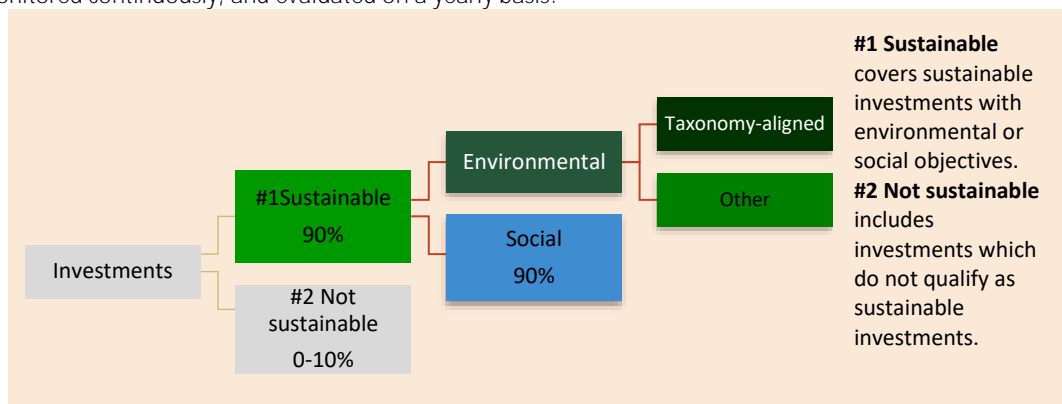 monitored continuously, and evaluated on a yearly basis.
Investments
#1Sustainable
90%
#2 Not
sustainable
0-10%
Environmental
Social
90%
Taxonomy-aligned
Other
#1 Sustainable
covers sustainable
investments with
environmental or
social objectives.
#2 Not sustainable
includes
investments which
do not qualify as
sustainable
investments.